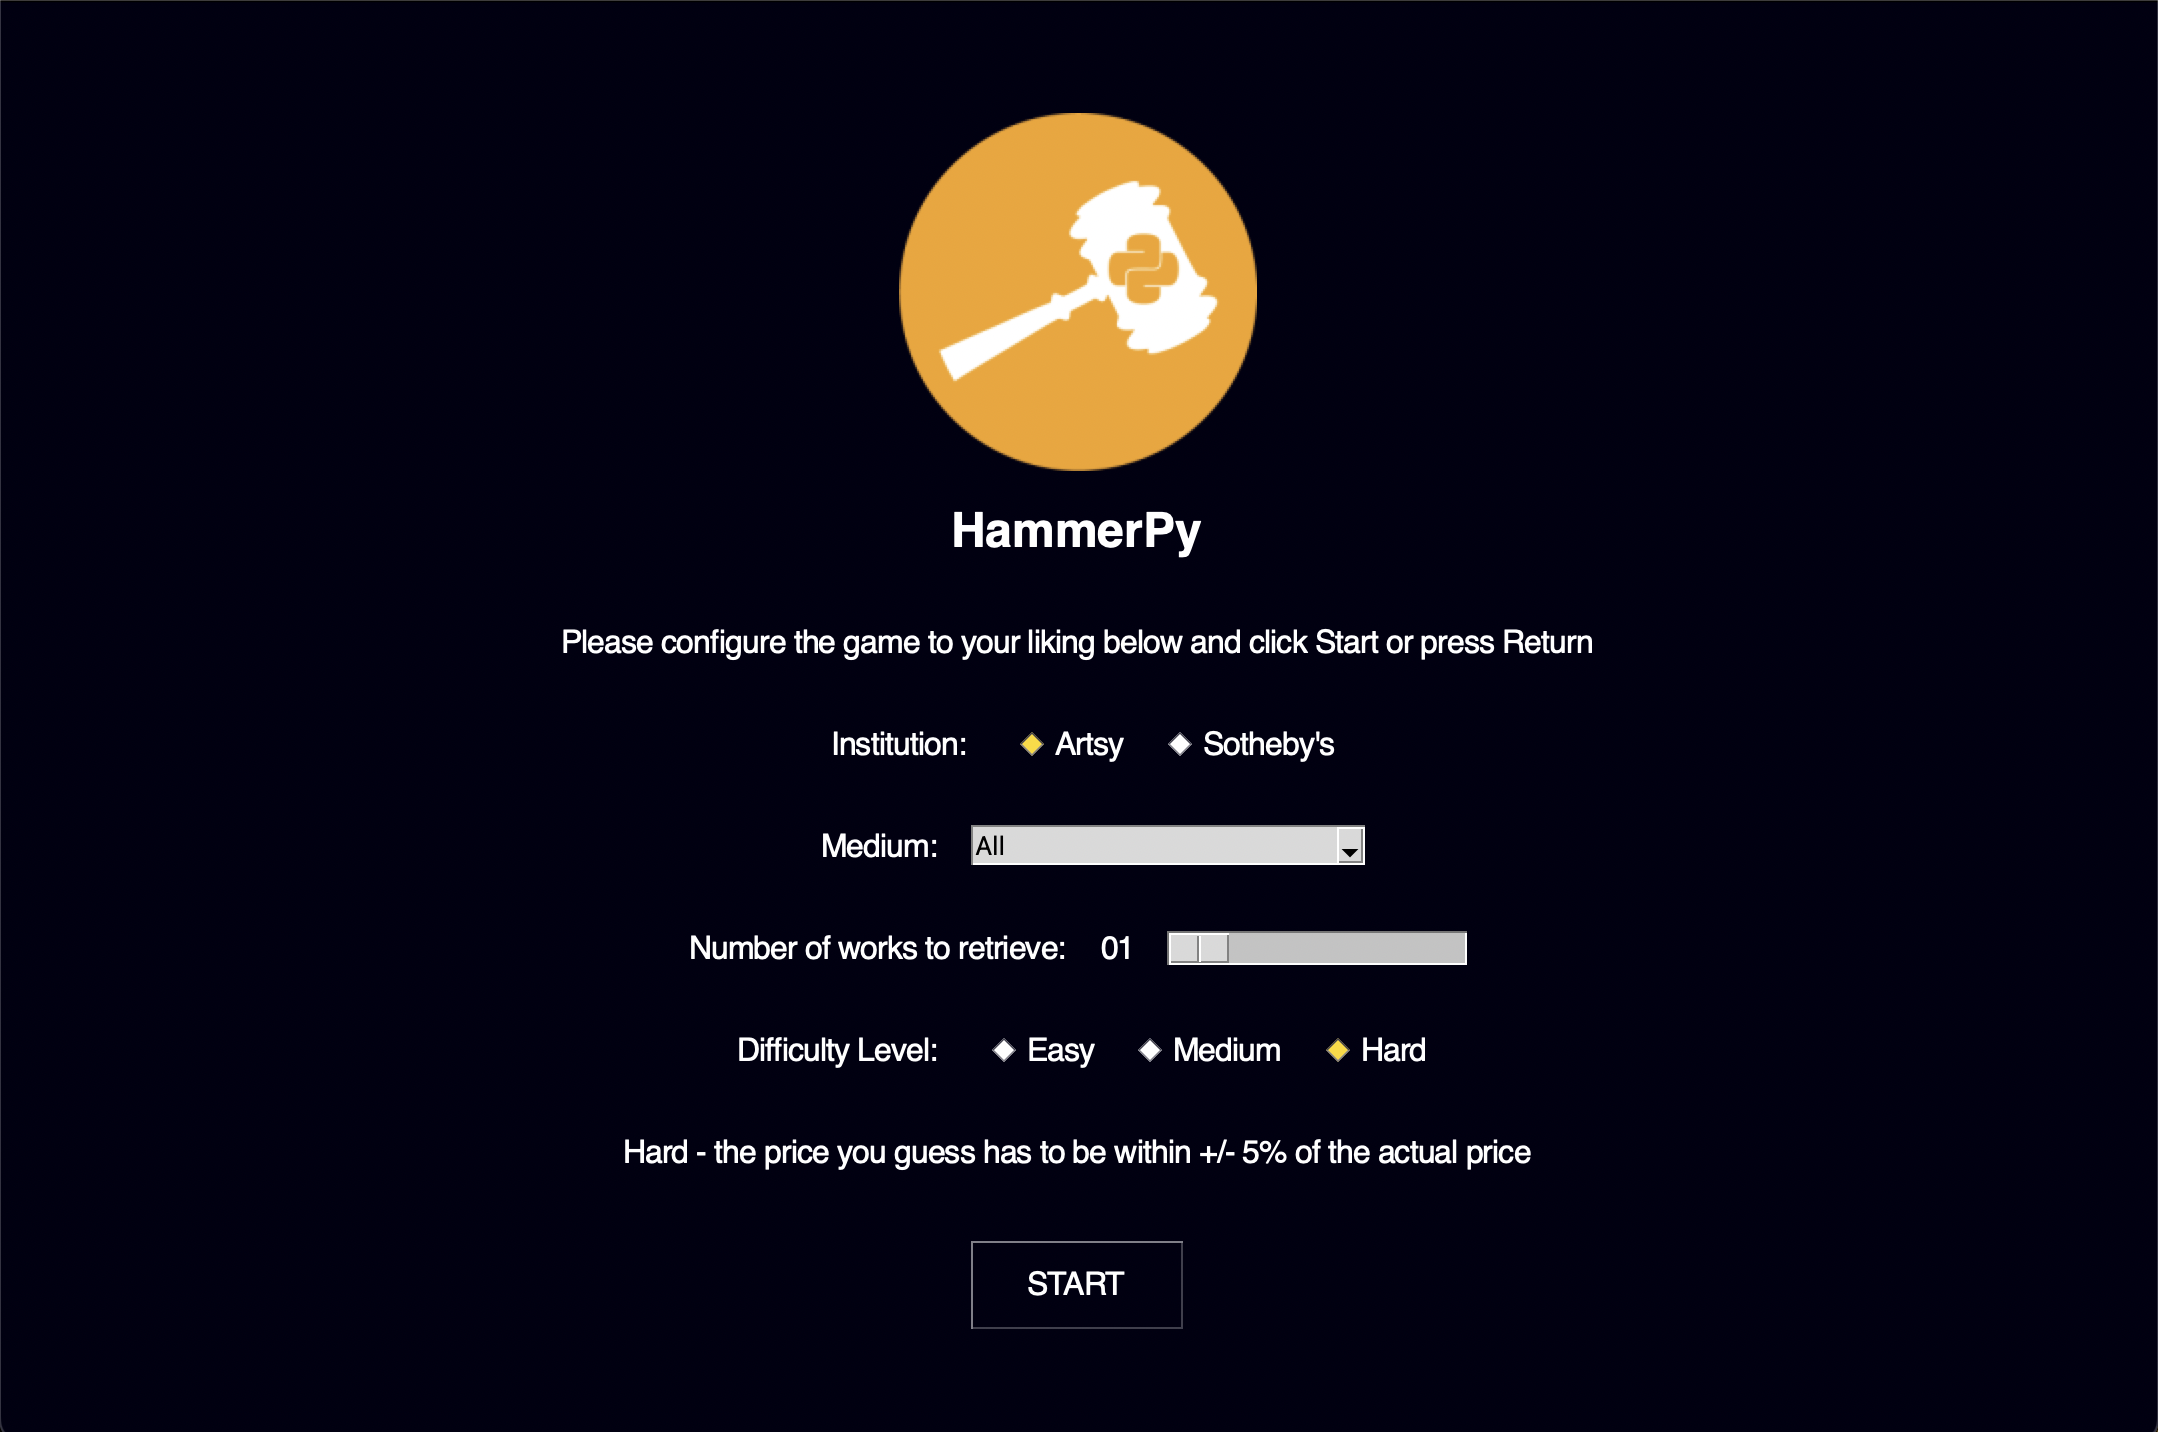 HammerPy
Please configure the game to your liking below and click Start or press Return
Institution: Artsy Sotheby's
Medium: All
Number of works to retrieve: 01
Difficulty Level: Easy Medium Hard
Hard - the price you guess has to be within +/- 5% of the actual price
START